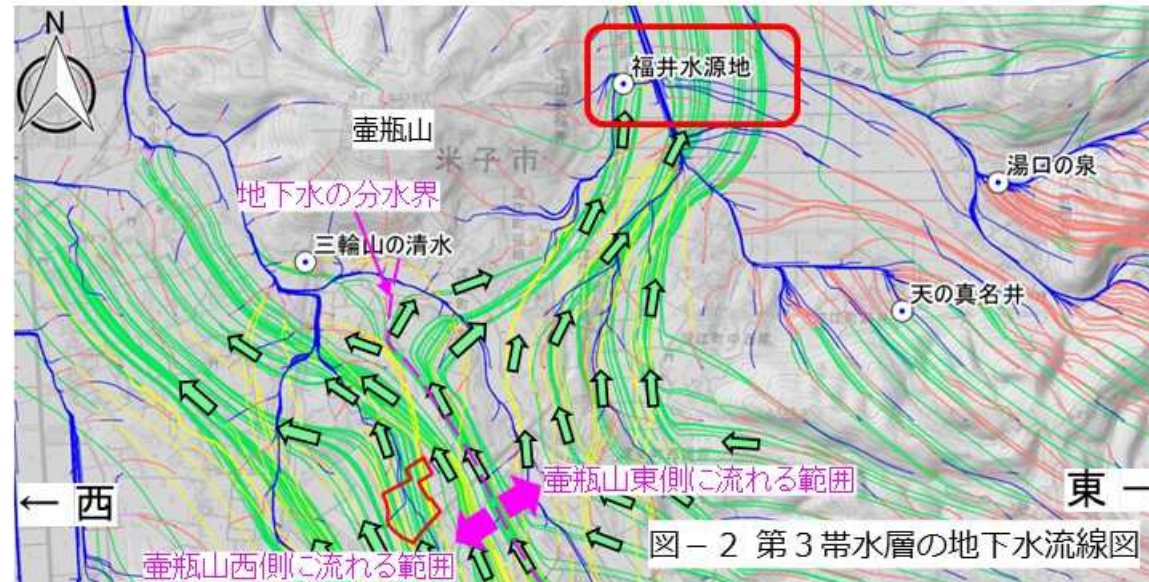 N
福井水源地
壷瓶山
米子市
湯口の泉
地下水の分水界
三輪山の清水
天の真名井
壷瓶山東側に流れる範囲
← 西
東 −
図－2 第3帯水層の地下水流線図
壷瓶山西側に流れる範囲